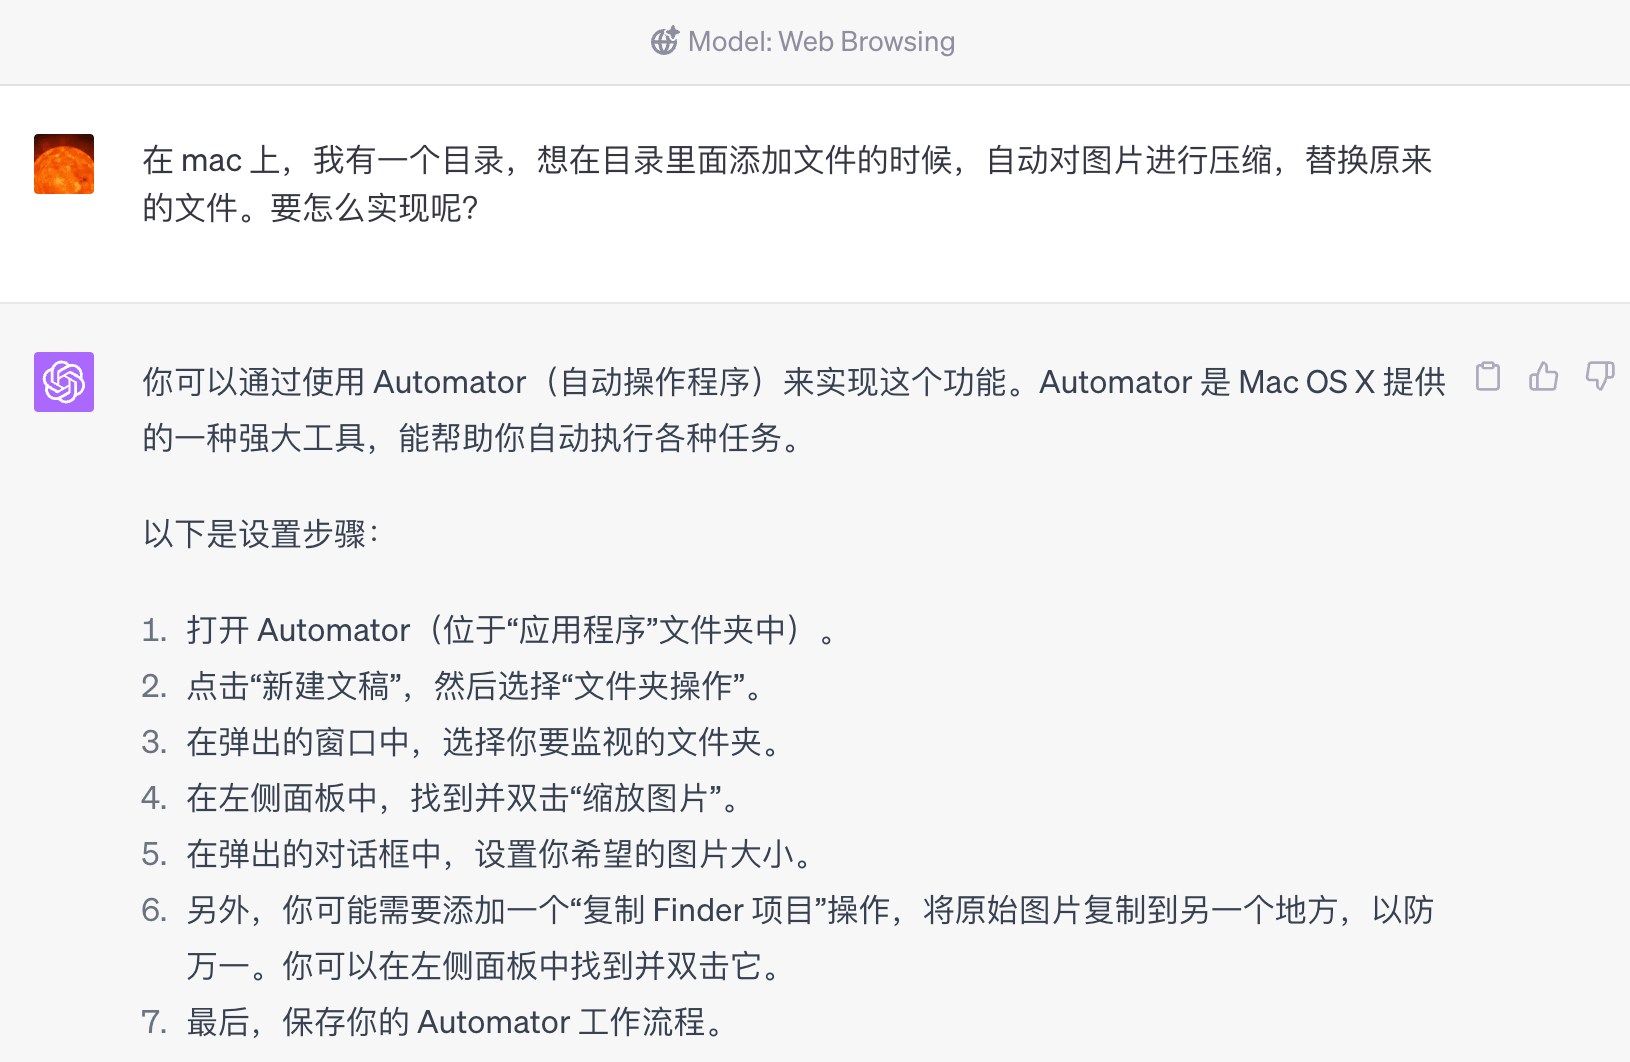 Model: Web Browsing
在 mac 上，我有一个目录，想在目录里面添加文件的时候，自动对图片进行压缩，替换原来
的文件。要怎么实现呢？
你可以通过使用 Automator（自动操作程序）来实现这个功能。Automator 是 Mac OS X 提供
的一种强大工具，能帮助你自动执行各种任务。
以下是设置步骤：
1. 打开 Automator（位于“应用程序”文件夹中）。
2. 点击“新建文稿”，然后选择“文件夹操作”。
3. 在弹出的窗口中，选择你要监视的文件夹。
4. 在左侧面板中，找到并双击“缩放图片”。
5. 在弹出的对话框中，设置你希望的图片大小。
6. 另外，你可能需要添加一个“复制 Finder 项目”操作，将原始图片复制到另一个地方，以防
万一。你可以在左侧面板中找到并双击它。
7. 最后，保存你的 Automator 工作流程。